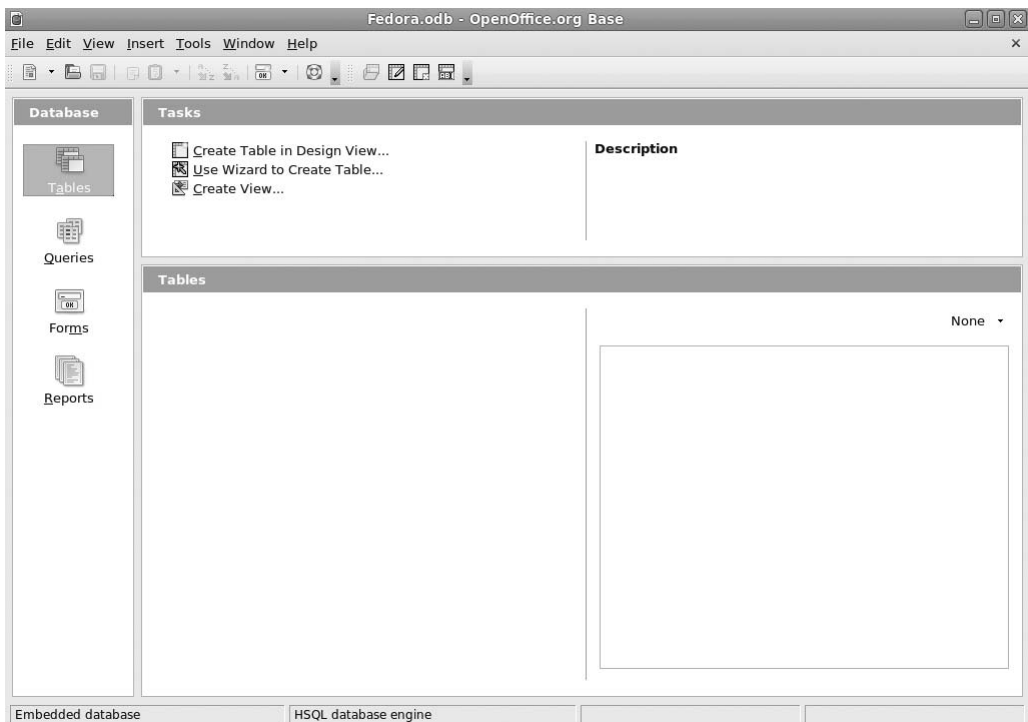 Fedora.odb - OpenOffice.org Base
File Edit View Insert Tools Window Help
Database
Tables
Queries
Forms
Reports
Tasks
Create Table in Design View...
Use Wizard to Create Table...
Create View...
Description
Tables
None
Embedded database
HSQL database engine